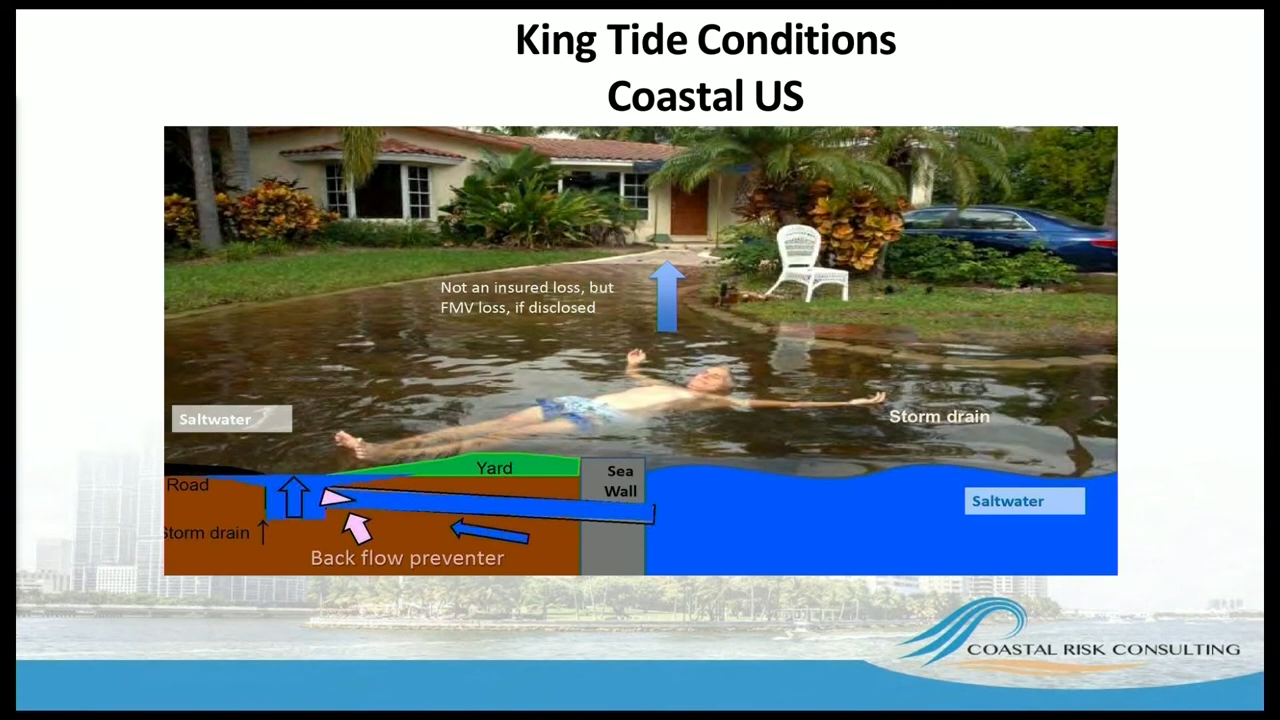 King Tide Conditions
Coastal US
Not an insured loss, but
FMV loss, if disclosed
Saltwater
Storm drain
Yard
Sea
Wall
Road
Saltwater
Storm drain
Back flow preventer
COASTAL RISK CONSULTING